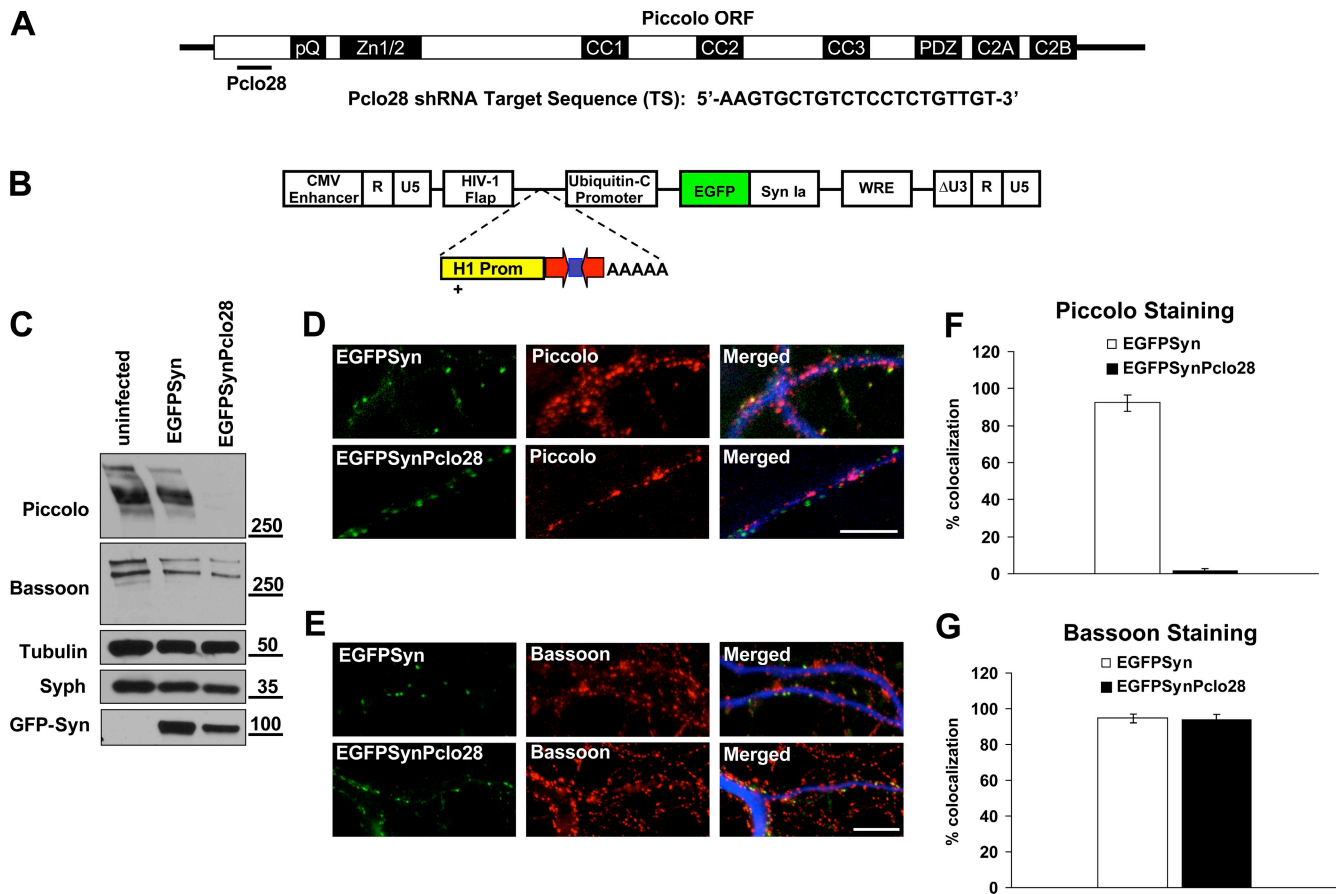 A
Piccolo ORF
pQ Zn1/2 CC1 CC2 CC3 PDZ C2A C2B
Pclo28
Pclo28 shRNA Target Sequence (TS): 5’-AAGTGCTGTCTCCTCTGTTGT-3’
B
CMV Enhancer R U5 HIV-1 Flap Ubiquitin-C Promoter EGFP Syn Ia WRE ΔU3 R U5
H1 Prom AAAAA
+
C
uninfected
EGFPSyn
EGFPSynPclo28
Piccolo 250
Bassoon 250
Tubulin 50
Syph 35
GFP-Syn 100
D
EGFPSyn Piccolo Merged
EGFPSynPclo28 Piccolo Merged
E
EGFPSyn Bassoon Merged
EGFPSynPclo28 Bassoon Merged
F
Piccolo Staining
EGFPSyn
EGFPSynPclo28
% colocalization
120
100
80
60
40
20
0
G
Bassoon Staining
EGFPSyn
EGFPSynPclo28
% colocalization
120
100
80
60
40
20
0